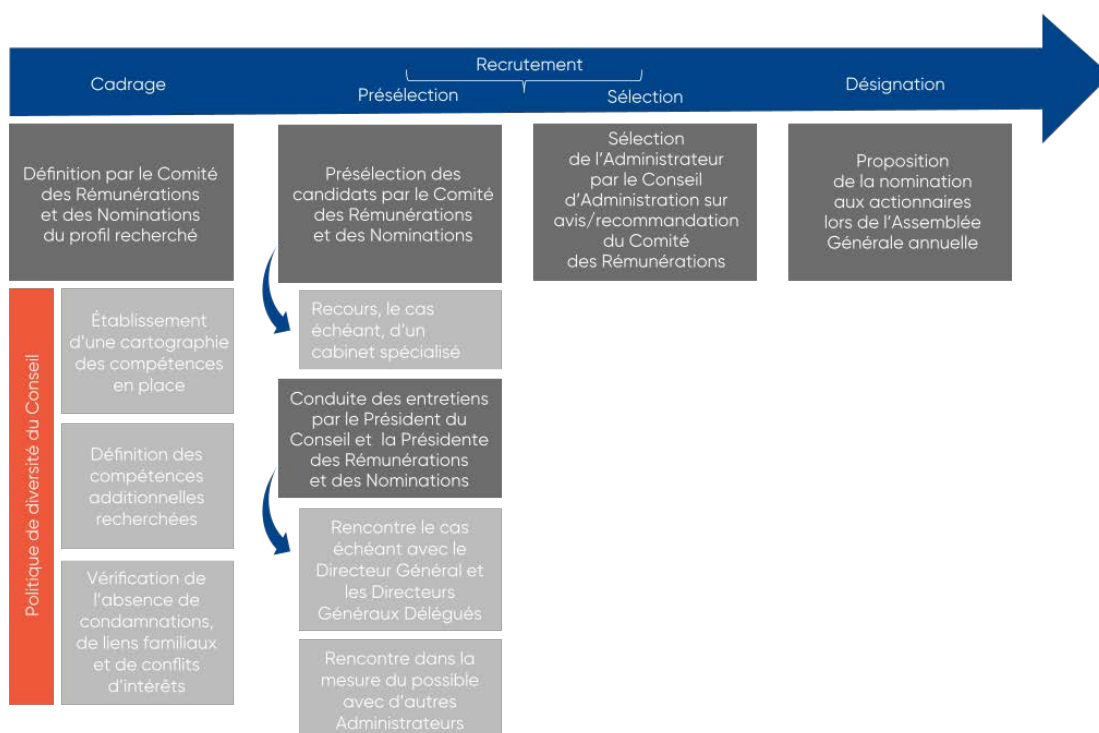 Recrutement
Cadrage
Présélection
Sélection
Désignation
Définition par le Comité
des Rémunérations
et des Nominations
du profil recherché
Politique de diversité du Conseil
Établissement
d'une cartographie
des compétences
en place
Définition des
compétences
additionnelles
recherchées
Vérification de
l'absence de
condamnations,
de liens familiaux
et de conflits
d'intérêts
Présélection des
candidats par le Comité
des Rémunérations
et des Nominations
Recours, le cas
échéant, d'un
cabinet spécialisé
Conduite des entretiens
par le Président du
Conseil et la Présidente
des Rémunérations
et des Nominations
Rencontre le cas
échéant avec le
Directeur Général et
les Directeurs
Généraux Délégués
Rencontre dans la
mesure du possible
avec d'autres
Administrateurs
Sélection
de l'Administrateur
par le Conseil
d'Administration sur
avis/recommandation
du Comité
des Rémunérations
Proposition
de la nomination
aux actionnaires
lors de l'Assemblée
Générale annuelle